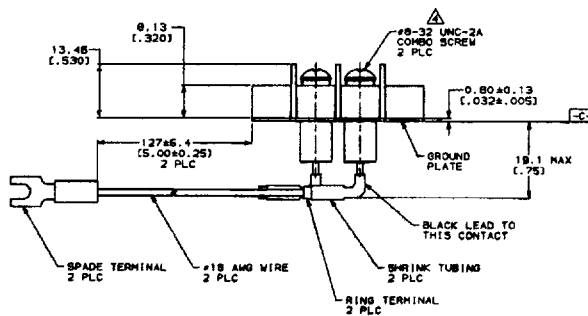 4
#8-32 UNC-2A
COMBO SCREW
2 PLC
8.13
[.320]
13.46
[.530]
0.80±0.13
[.032±.005]
-C-
127±6.4
[5.00±0.25]
2 PLC
GROUND
PLATE
19.1 MAX
[.75]
BLACK LEAD TO
THIS CONTACT
SPADE TERMINAL
2 PLC
#18 AWG WIRE
2 PLC
SHRINK TUBING
2 PLC
RING TERMINAL
2 PLC